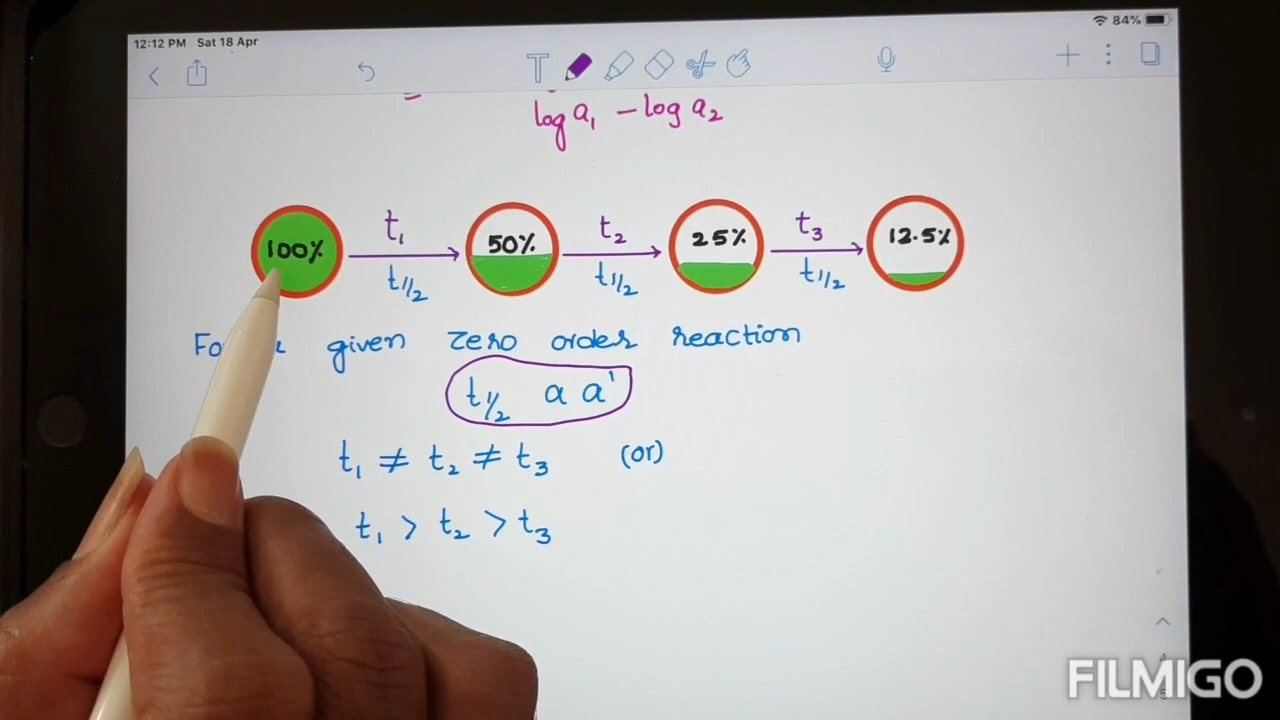 12:12 PM Sat 18 Apr 84%
T
log a₁ – log a₂
100% t₁ 50% t₂ 25% t₃ 12.5%
t1/2 t1/2 t1/2
given zero order reaction
t1/2 α a¹
t₁ ≠ t₂ ≠ t₃ (or)
t₁ > t₂ > t₃
FILMIGO